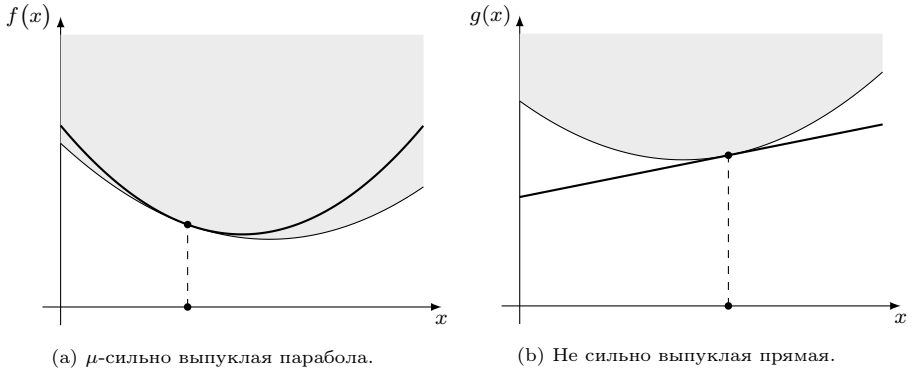 f(x)
x
(a) μ-сильно выпуклая парабола.
g(x)
x
(b) Не сильно выпуклая прямая.